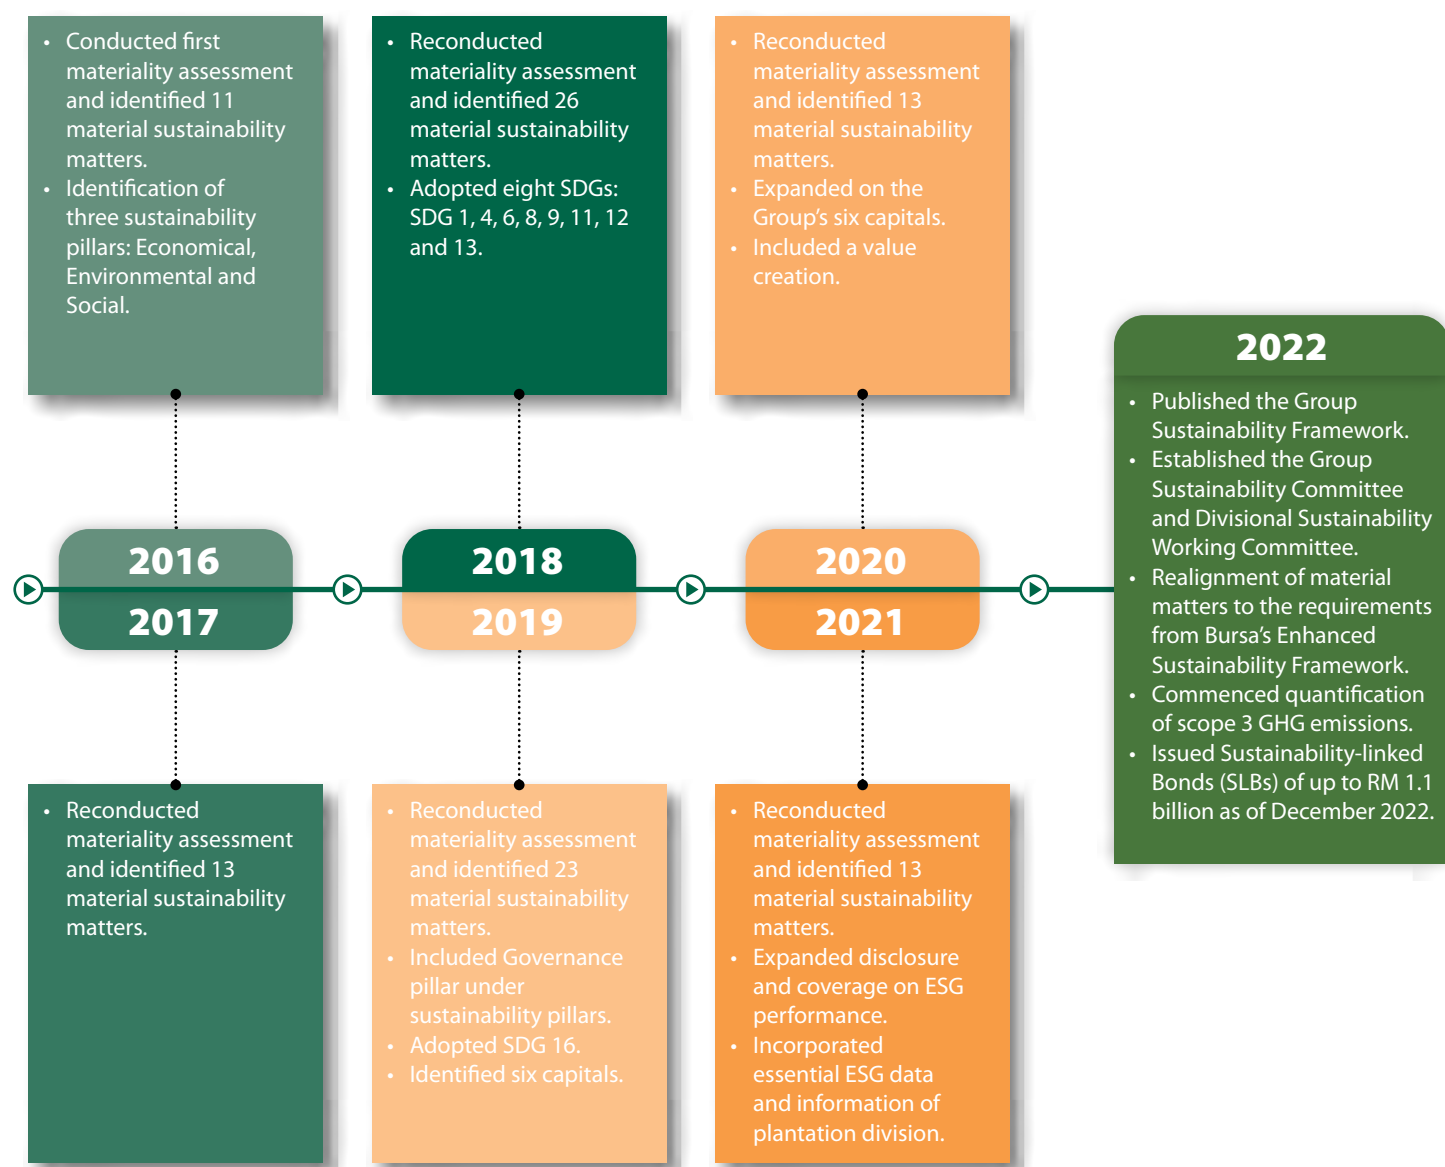 • Conducted first
materiality assessment
and identified 11
material sustainability
matters.
• Identification of
three sustainability
pillars: Economical,
Environmental and
Social.
• Reconducted
materiality assessment
and identified 26
material sustainability
matters.
• Adopted eight SDGs:
SDG 1, 4, 6, 8, 9, 11, 12
and 13.
• Reconducted
materiality assessment
and identified 13
material sustainability
matters.
• Expanded on the
Group’s six capitals.
• Included a value
creation.
2016
2017
2018
2019
2020
2021
• Reconducted
materiality assessment
and identified 13
material sustainability
matters.
• Reconducted
materiality assessment
and identified 23
material sustainability
matters.
• Included Governance
pillar under
sustainability pillars.
• Adopted SDG 16.
• Identified six capitals.
• Reconducted
materiality assessment
and identified 13
material sustainability
matters.
• Expanded disclosure
and coverage on ESG
performance.
• Incorporated
essential ESG data
and information of
plantation division.
2022
• Published the Group
Sustainability Framework.
• Established the Group
Sustainability Committee
and Divisional Sustainability
Working Committee.
• Realignment of material
matters to the requirements
from Bursa’s Enhanced
Sustainability Framework.
• Commenced quantification
of scope 3 GHG emissions.
• Issued Sustainability-linked
Bonds (SLBs) of up to RM 1.1
billion as of December 2022.